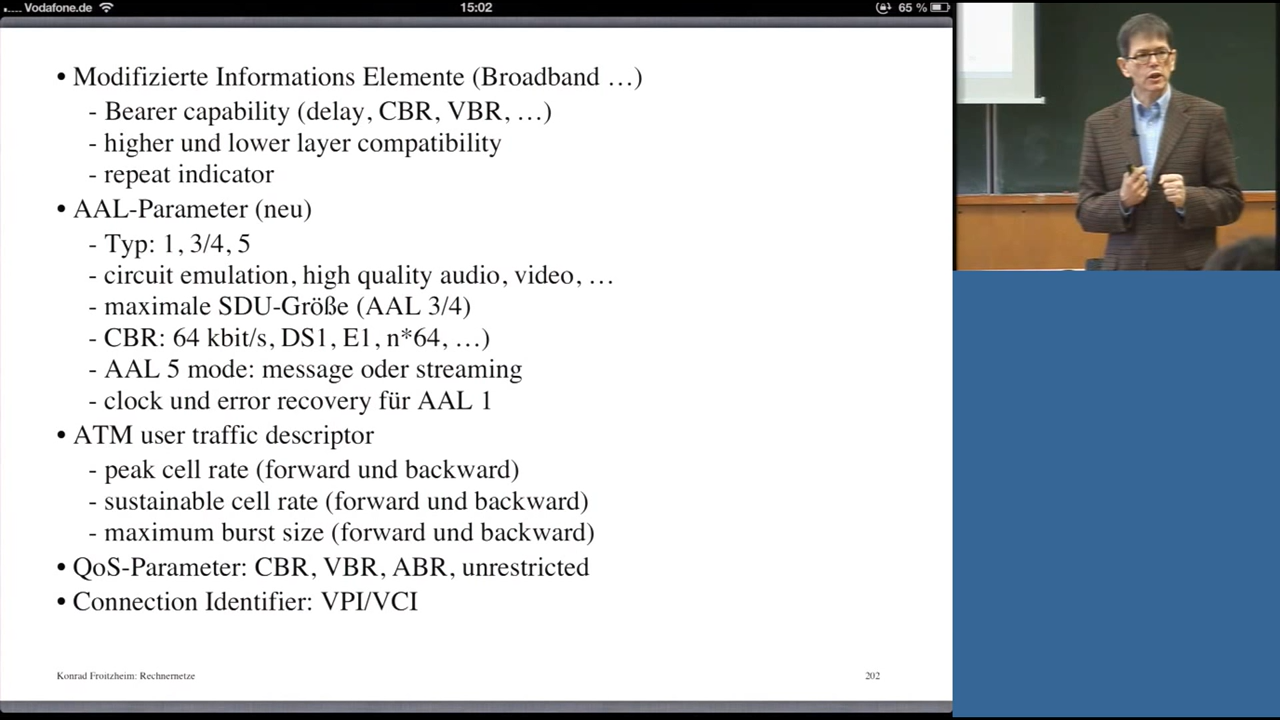 ..... Vodafone.de
15:02
65 %
• Modifizierte Informations Elemente (Broadband …)
- Bearer capability (delay, CBR, VBR, …)
- higher und lower layer compatibility
- repeat indicator
• AAL-Parameter (neu)
- Typ: 1, 3/4, 5
- circuit emulation, high quality audio, video, …
- maximale SDU-Größe (AAL 3/4)
- CBR: 64 kbit/s, DS1, E1, n*64, …)
- AAL 5 mode: message oder streaming
- clock und error recovery für AAL 1
• ATM user traffic descriptor
- peak cell rate (forward und backward)
- sustainable cell rate (forward und backward)
- maximum burst size (forward und backward)
• QoS-Parameter: CBR, VBR, ABR, unrestricted
• Connection Identifier: VPI/VCI
Konrad Froitzheim: Rechnernetze
202